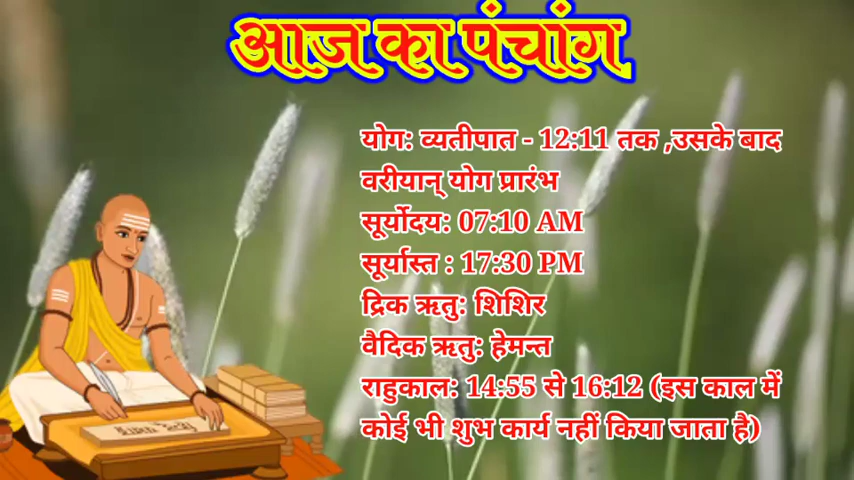 आज का पंचांग
योग: व्यतीपात - 12:11 तक ,उसके बाद
वरीयान् योग प्रारंभ
सूर्योदय: 07:10 AM
सूर्यास्त : 17:30 PM
द्रिक ऋतु: शिशिर
वैदिक ऋतु: हेमन्त
राहुकाल: 14:55 से 16:12 (इस काल में
कोई भी शुभ कार्य नहीं किया जाता है)